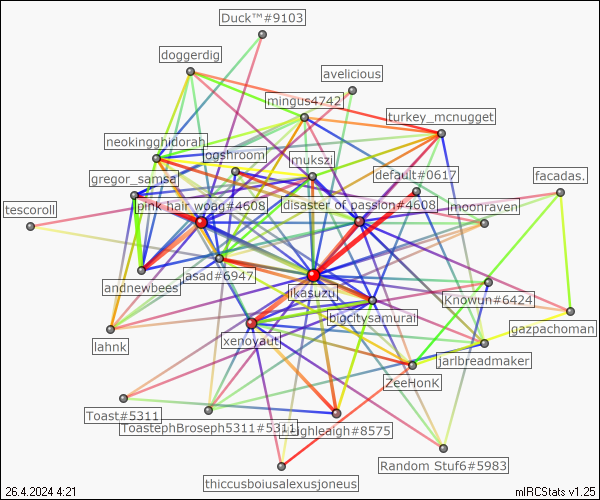 Duck™#9103
doggerdig
avelicious
mingus4742
turkey_mcnugget
neokingghidorah
ogshroom
mukszi
gregor_samsa
default#0617
facadas.
tescoroll
pink hair woag#4608
disaster of passion#4608
moonraven
asad#6947
andnewbees
ikasuzu
Knowun#6424
biocitysamurai
gazpachoman
lahnk
xenoyaut
jarlbreadmaker
ZeeHonk
Toast#5311
ToastephBroseph5311#5311
#8575
Random Stuf6#5983
thiccusboiusalexusjoneus
26.4.2024 4:21
mIRCStats v1.25